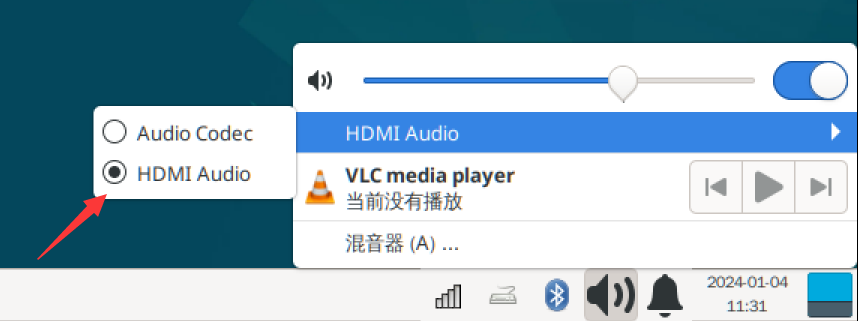 Audio Codec
HDMI Audio
HDMI Audio
VLC media player
当前没有播放
混音器 (A) ...
2024-01-04
11:31